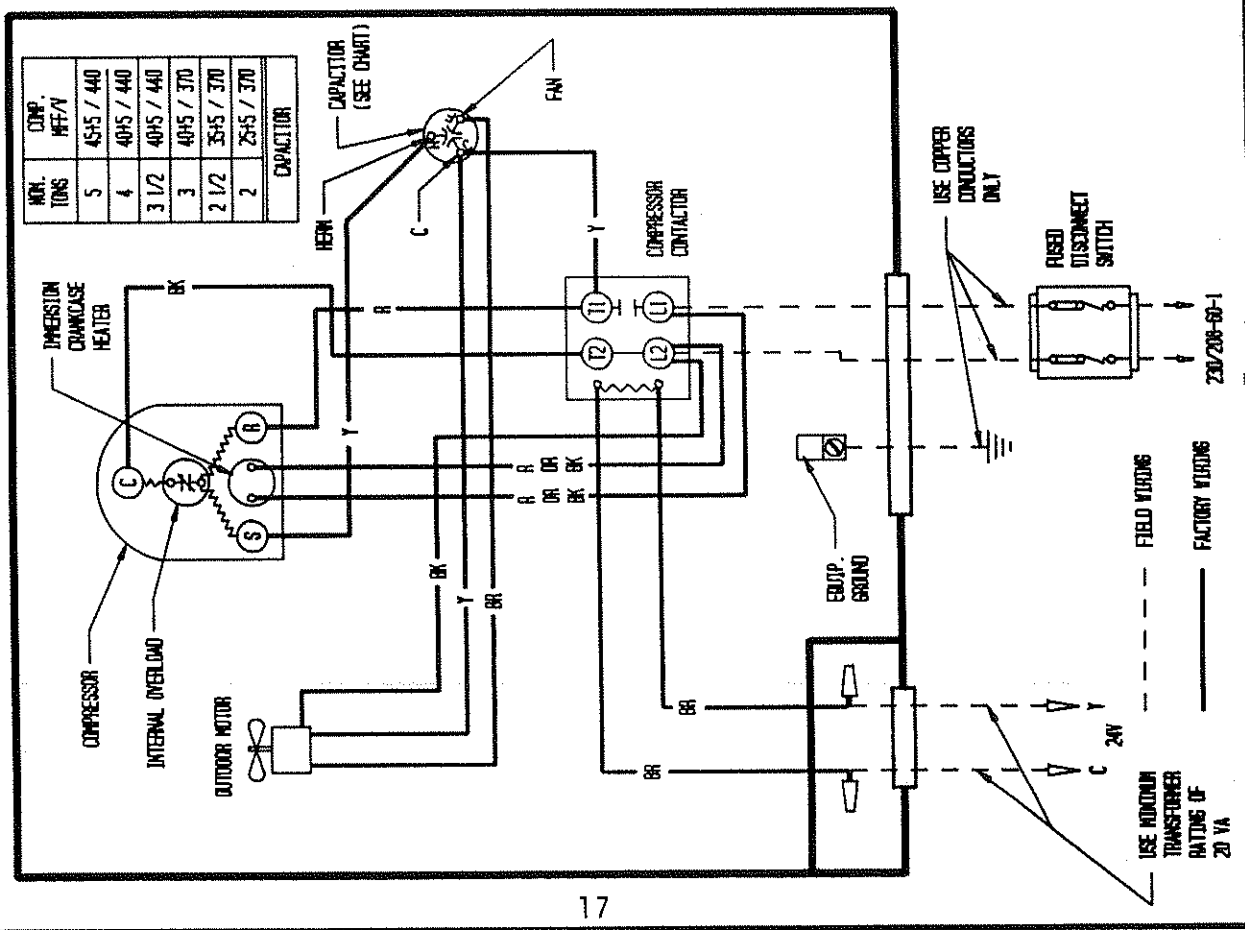 COMPRESSOR
INTERNAL OVERLOAD
IMMERSION
CRANKCASE
HEATER
NOM.
TONS
COMP.
MFF/V
5 45+5 / 440
4 40+5 / 440
3 1/2 40+5 / 440
3 40+5 / 370
2 1/2 35+5 / 370
2 25+5 / 370
CAPACITOR
OUTDOOR MOTOR
C
S
R
HERM
C
CAPACITOR
(SEE CHART)
FAN
BK
R
Y
R OR BK
R OR BK
BK
Y
BR
Y
T2
T1
L2
L1
COMPRESSOR
CONTACTOR
BR
BR
EQUIP.
GROUND
USE COPPER
CONDUCTORS
ONLY
FUSED
DISCONNECT
SWITCH
230/208-60-1
C
Y
24V
USE MINIMUM
TRANSFORMER
RATING OF
20 VA
FIELD WIRING
FACTORY WIRING
17